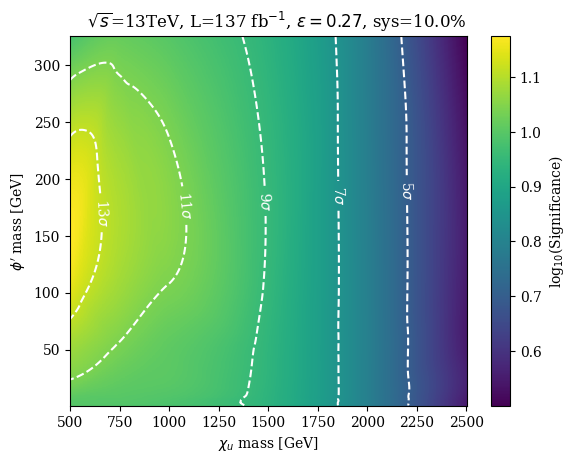 √s=13TeV, L=137 fb⁻¹, ε = 0.27, sys=10.0%
300
250
200
150
100
50
ϕ′ mass [GeV]
13σ
11σ
9σ
7σ
5σ
500 750 1000 1250 1500 1750 2000 2250 2500
χᵤ mass [GeV]
1.1
1.0
0.9
0.8
0.7
0.6
log₁₀(Significance)